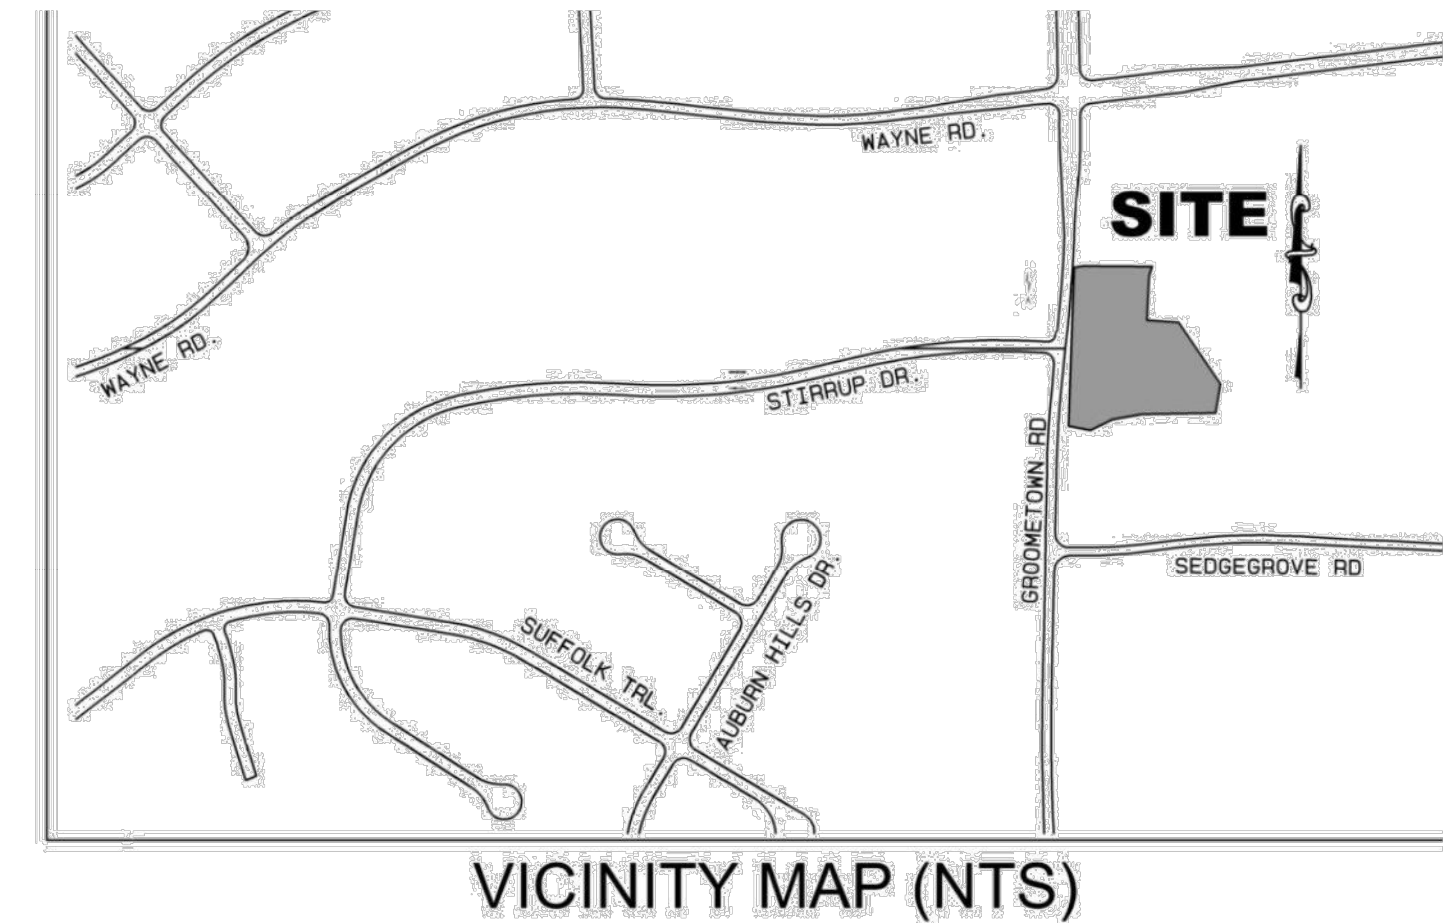 WAYNE RD.
SITE
WAYNE RD.
STIRRUP DR.
GROOMETOWN RD
SEDGEGROVE RD
SUFFOLK TRL.
AUBURN HILLS DR.
VICINITY MAP (NTS)